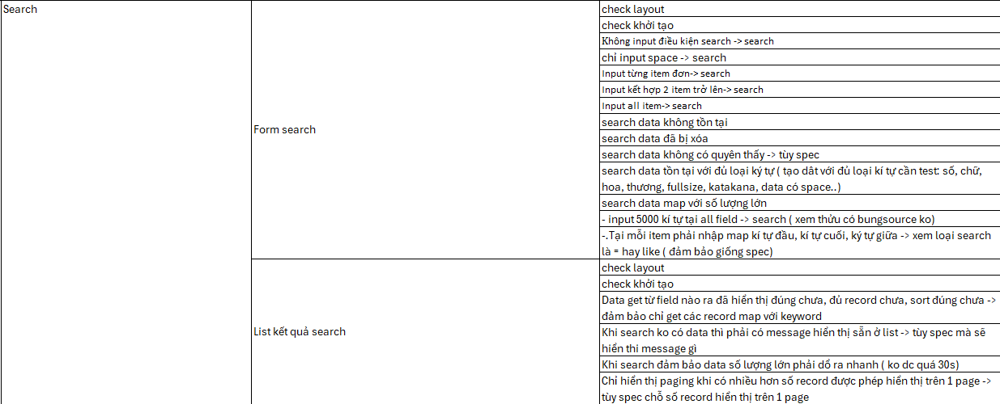 Search
Form search
check layout
check khởi tạo
Không input điều kiện search -> search
chỉ input space -> search
Input từng item đơn-> search
Input kết hợp 2 item trở lên-> search
Input all item-> search
search data không tồn tại
search data đã bị xóa
search data không có quyên thấy -> tùy spec
search data tồn tại với đủ loại ký tự ( tạo dât với đủ loại kí tự cần test: số, chữ,
hoa, thương, fullsize, katakana, data có space..)
search data map với số lượng lớn
- input 5000 kí tự tại all field -> search ( xem thửu có bungsource ko)
-.Tại mỗi item phải nhập map kí tự đầu, kí tự cuối, ký tự giữa -> xem loại search
là = hay like ( đảm bảo giống spec)
List kết quả search
check layout
check khởi tạo
Data get từ field nào ra đã hiển thị đúng chưa, đủ record chưa, sort đúng chưa ->
đảm bảo chỉ get các record map với keyword
Khi search ko có data thì phải có message hiển thị sẵn ở list -> tùy spec mà sẽ
hiển thi message gì
Khi search đảm bảo data số lượng lớn phải dổ ra nhanh ( ko dc quá 30s)
Chỉ hiển thị paging khi có nhiều hơn số record được phép hiển thị trên 1 page ->
tùy spec chỗ số record hiển thị trên 1 page